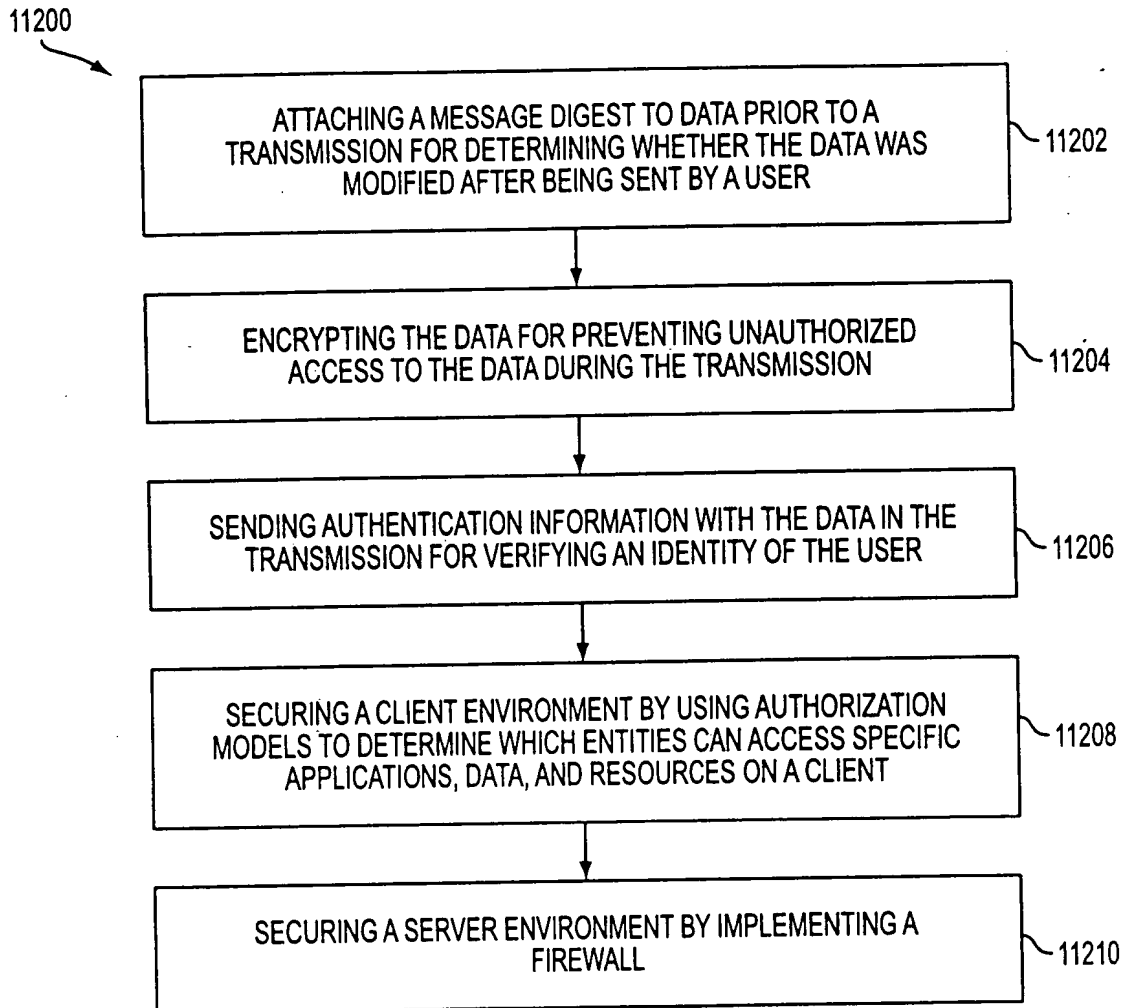 11200
ATTACHING A MESSAGE DIGEST TO DATA PRIOR TO A
TRANSMISSION FOR DETERMINING WHETHER THE DATA WAS
MODIFIED AFTER BEING SENT BY A USER
11202
ENCRYPTING THE DATA FOR PREVENTING UNAUTHORIZED
ACCESS TO THE DATA DURING THE TRANSMISSION
11204
SENDING AUTHENTICATION INFORMATION WITH THE DATA IN THE
TRANSMISSION FOR VERIFYING AN IDENTITY OF THE USER
11206
SECURING A CLIENT ENVIRONMENT BY USING AUTHORIZATION
MODELS TO DETERMINE WHICH ENTITIES CAN ACCESS SPECIFIC
APPLICATIONS, DATA, AND RESOURCES ON A CLIENT
11208
SECURING A SERVER ENVIRONMENT BY IMPLEMENTING A
FIREWALL
11210